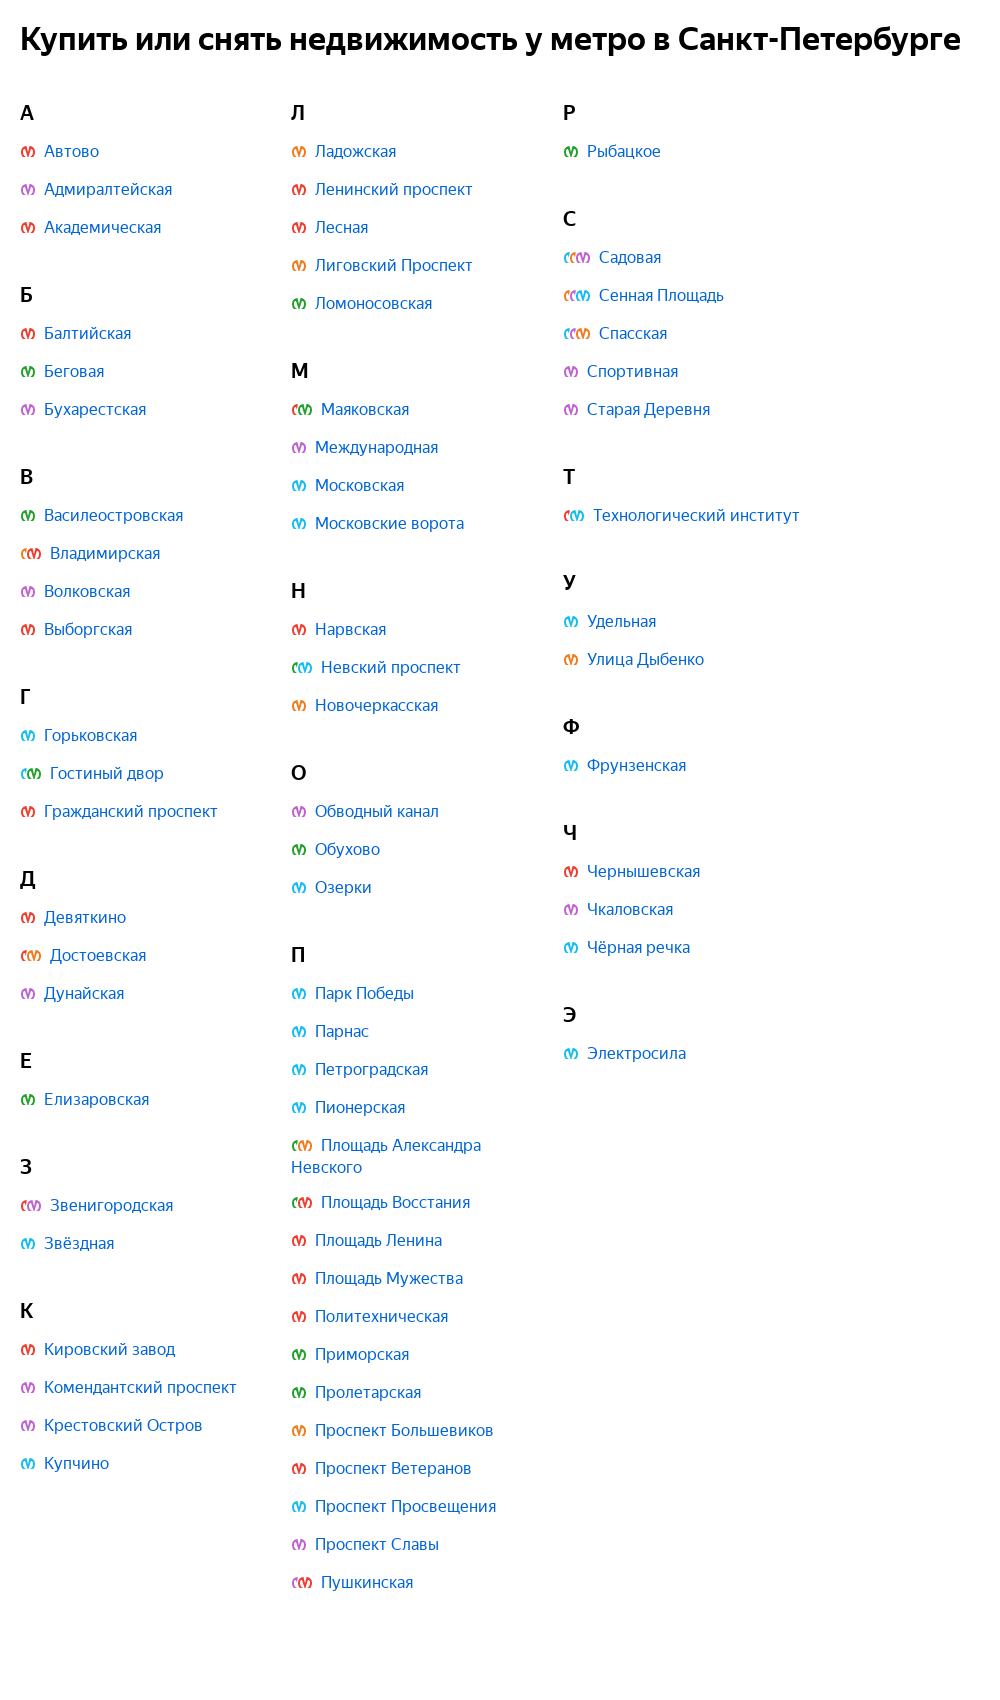 Купить или снять недвижимость у метро в Санкт-Петербурге
А
Автово
Адмиралтейская
Академическая
Б
Балтийская
Беговая
Бухарестская
В
Василеостровская
Владимирская
Волковская
Выборгская
Г
Горьковская
Гостиный двор
Гражданский проспект
Д
Девяткино
Достоевская
Дунайская
Е
Елизаровская
З
Звенигородская
Звёздная
К
Кировский завод
Комендантский проспект
Крестовский Остров
Купчино
Л
Ладожская
Ленинский проспект
Лесная
Лиговский Проспект
Ломоносовская
М
Маяковская
Международная
Московская
Московские ворота
Н
Нарвская
Невский проспект
Новочеркасская
О
Обводный канал
Обухово
Озерки
П
Парк Победы
Парнас
Петроградская
Пионерская
Площадь Александра
Невского
Площадь Восстания
Площадь Ленина
Площадь Мужества
Политехническая
Приморская
Пролетарская
Проспект Большевиков
Проспект Ветеранов
Проспект Просвещения
Проспект Славы
Пушкинская
Р
Рыбацкое
С
Садовая
Сенная Площадь
Спасская
Спортивная
Старая Деревня
Т
Технологический институт
У
Удельная
Улица Дыбенко
Ф
Фрунзенская
Ч
Чернышевская
Чкаловская
Чёрная речка
Э
Электросила